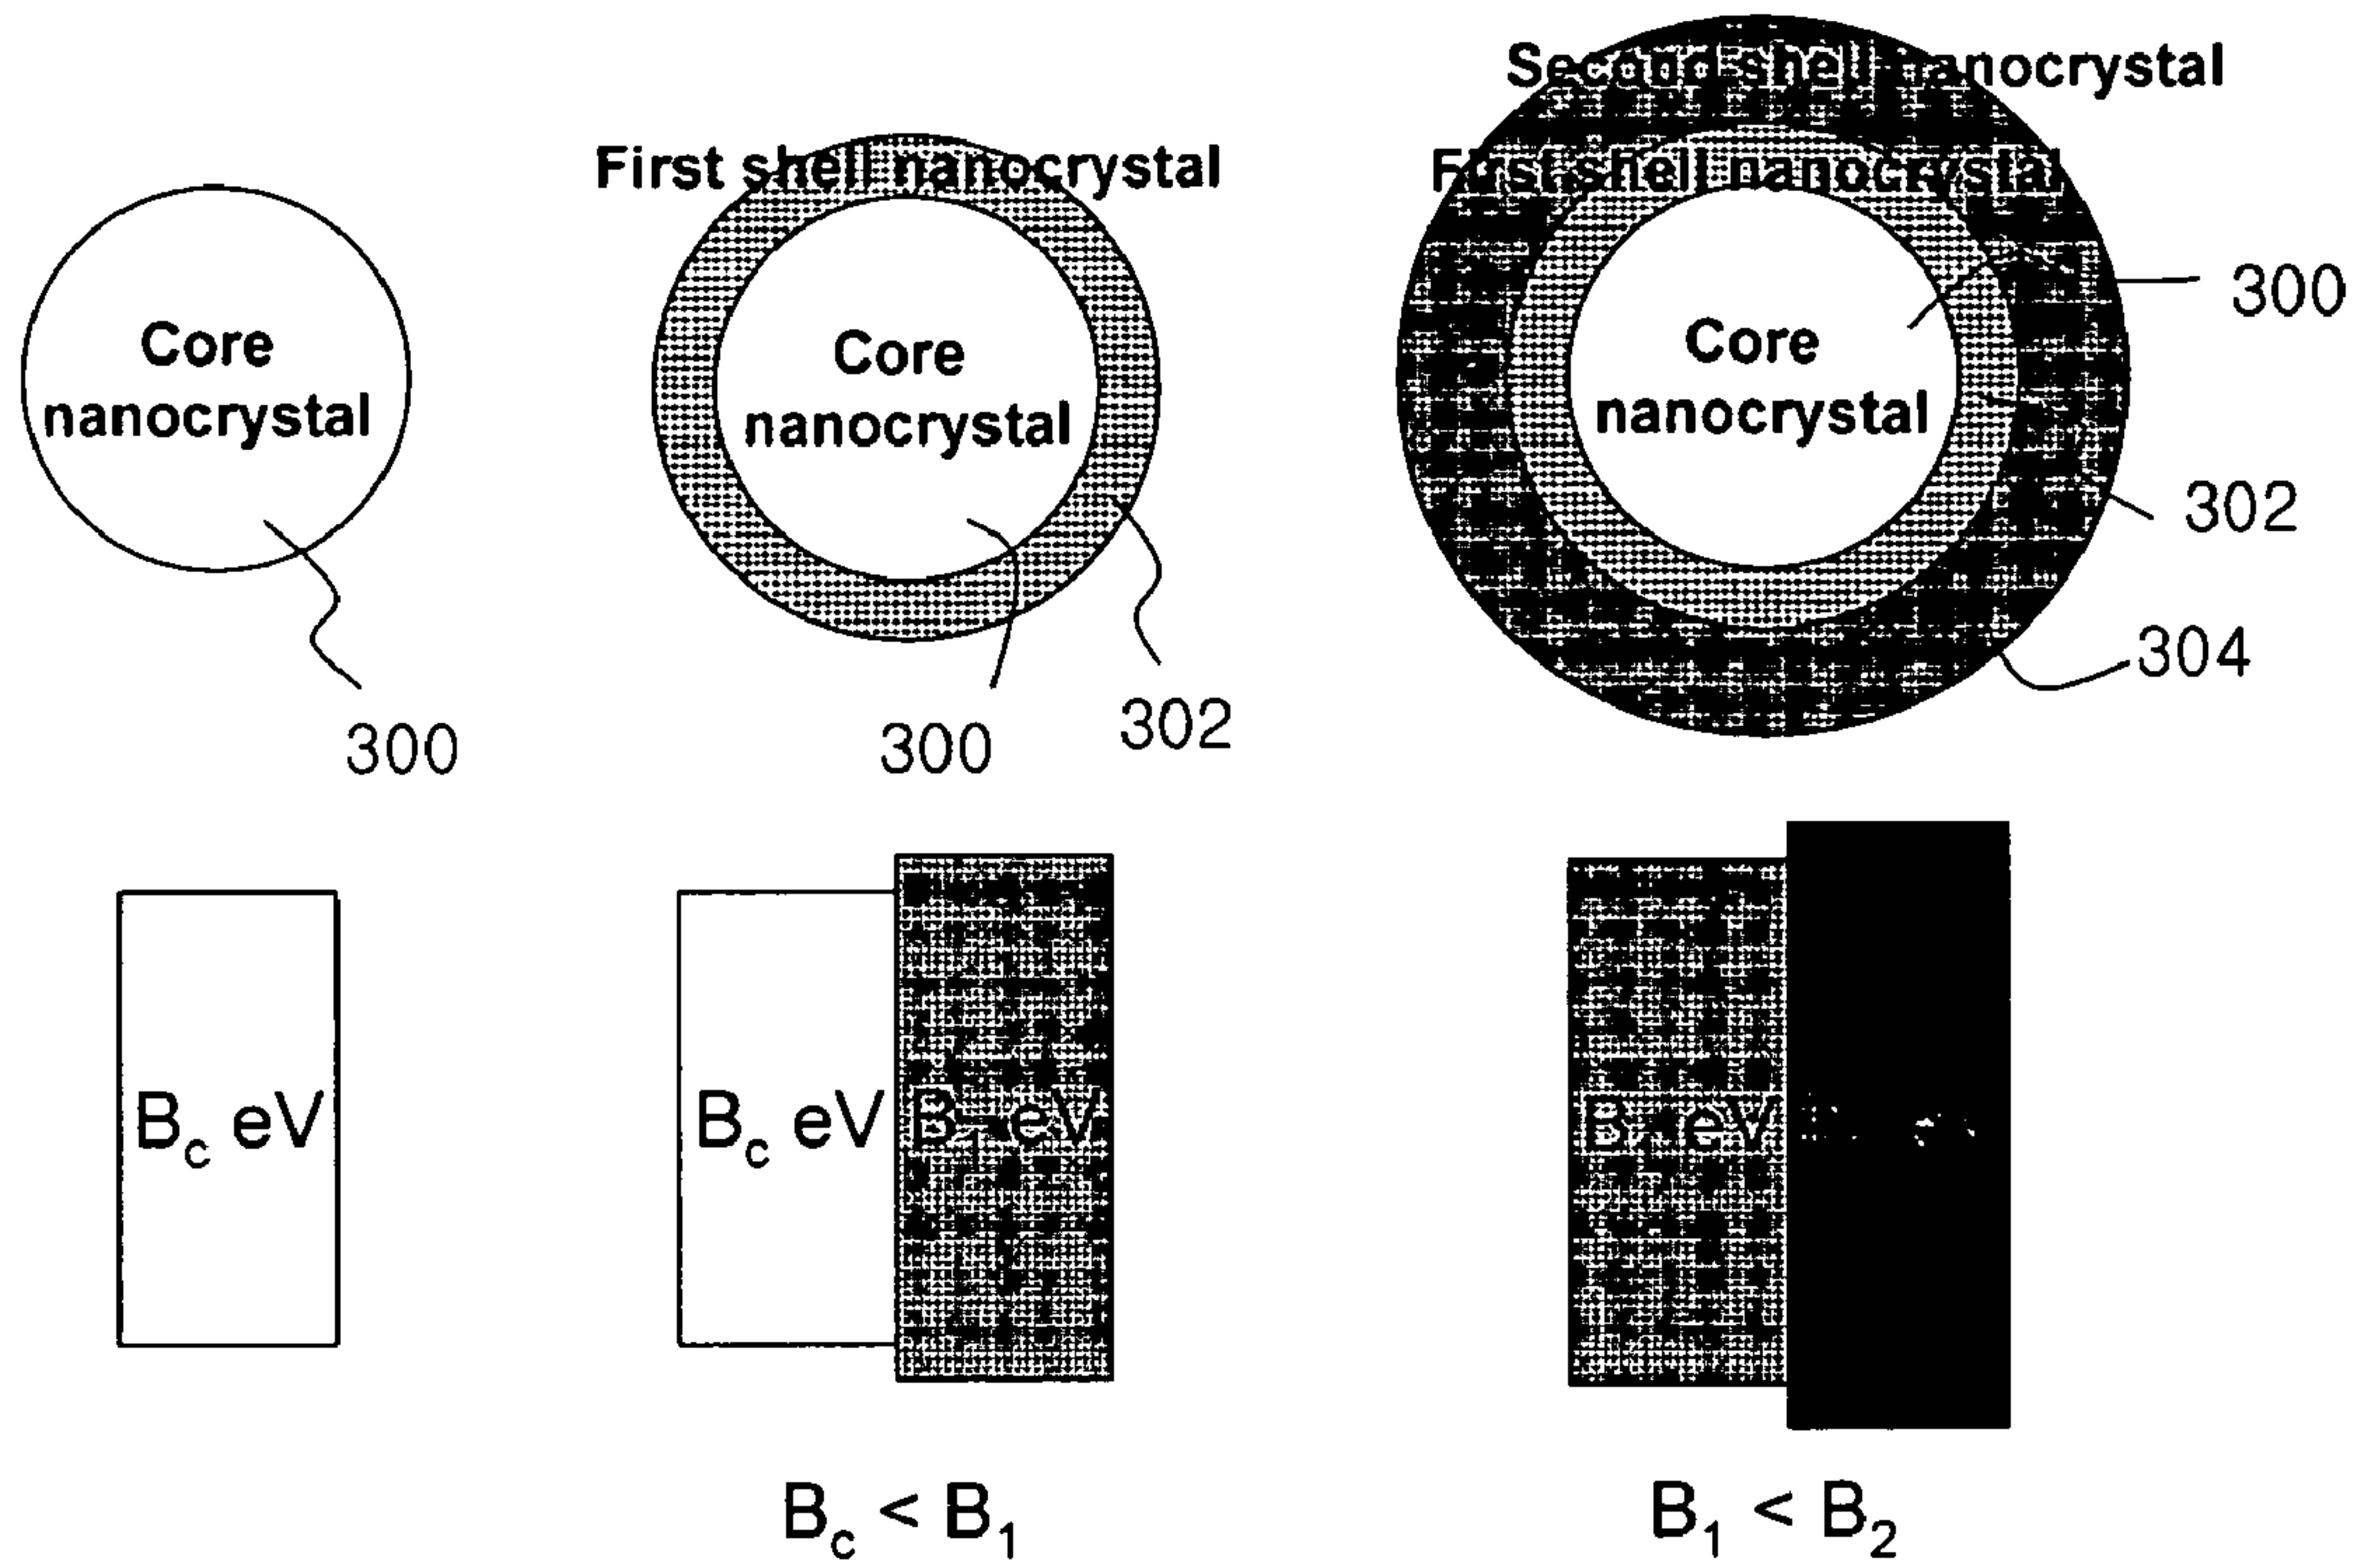 Core
nanocrystal
300
First shell nanocrystal
Core
nanocrystal
300
302
Second shell nanocrystal
First shell nanocrystal
Core
nanocrystal
300
302
304
Bc eV
Bc eV B1 eV
B1 eV
Bc < B1
B1 < B2